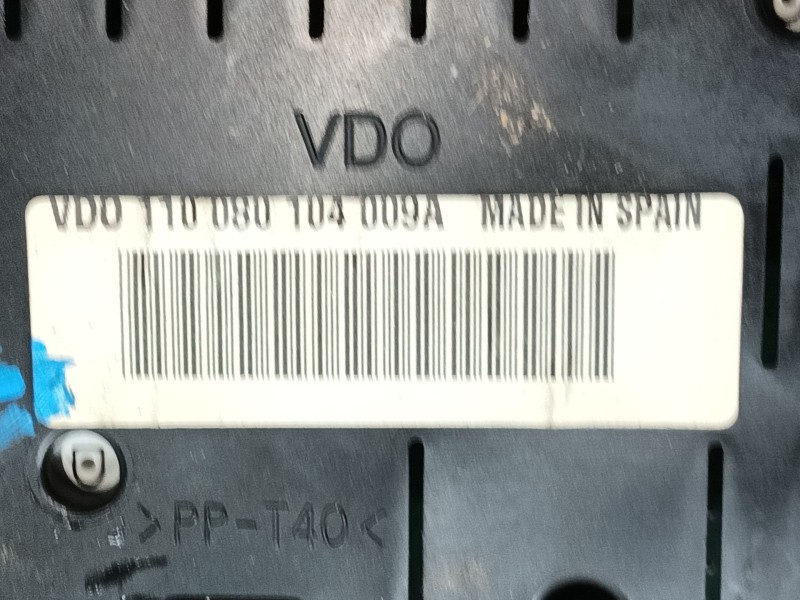 VDO
VDO 110 080 104 009A MADE IN SPAIN
>PP-T40<